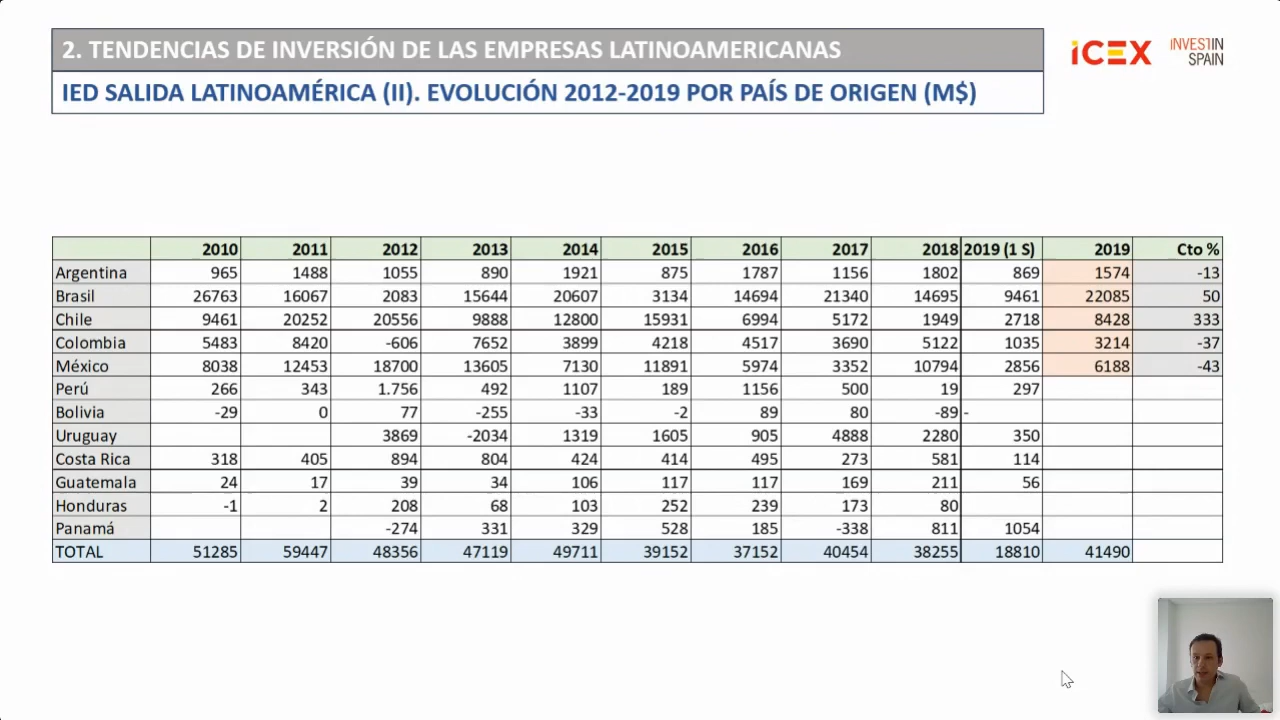 2. TENDENCIAS DE INVERSIÓN DE LAS EMPRESAS LATINOAMERICANAS
IED SALIDA LATINOAMÉRICA (II). EVOLUCIÓN 2012-2019 POR PAÍS DE ORIGEN (M$)
iCEX
INVESTIN
SPAIN
2010 2011 2012 2013 2014 2015 2016 2017 2018 2019 (1 S) 2019 Cto %
Argentina 965 1488 1055 890 1921 875 1787 1156 1802 869 1574 -13
Brasil 26763 16067 2083 15644 20607 3134 14694 21340 14695 9461 22085 50
Chile 9461 20252 20556 9888 12800 15931 6994 5172 1949 2718 8428 333
Colombia 5483 8420 -606 7652 3899 4218 4517 3690 5122 1035 3214 -37
México 8038 12453 18700 13605 7130 11891 5974 3352 10794 2856 6188 -43
Perú 266 343 1.756 492 1107 189 1156 500 19 297
Bolivia -29 0 77 -255 -33 -2 89 80 -89 -
Uruguay 3869 -2034 1319 1605 905 4888 2280 350
Costa Rica 318 405 894 804 424 414 495 273 581 114
Guatemala 24 17 39 34 106 117 117 169 211 56
Honduras -1 2 208 68 103 252 239 173 80
Panamá -274 331 329 528 185 -338 811 1054
TOTAL 51285 59447 48356 47119 49711 39152 37152 40454 38255 18810 41490